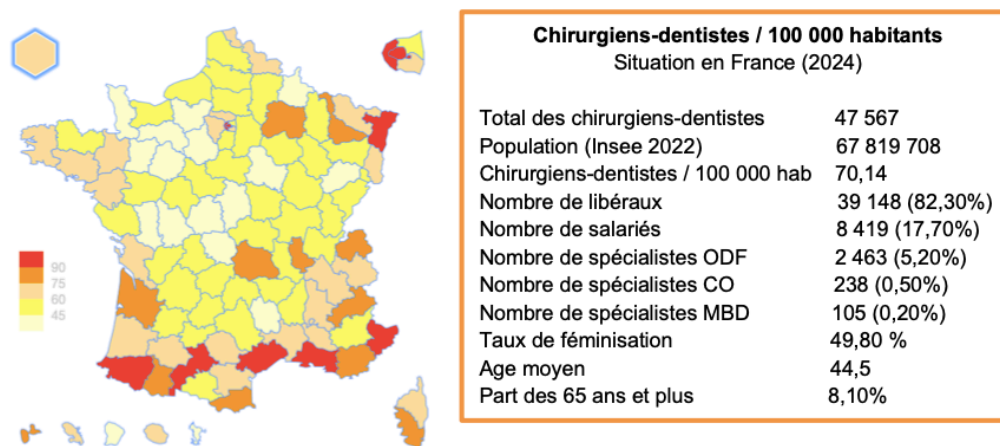 Chirurgiens-dentistes / 100 000 habitants
Situation en France (2024)
Total des chirurgiens-dentistes 47 567
Population (Insee 2022) 67 819 708
Chirurgiens-dentistes / 100 000 hab 70,14
Nombre de libéraux 39 148 (82,30%)
Nombre de salariés 8 419 (17,70%)
Nombre de spécialistes ODF 2 463 (5,20%)
Nombre de spécialistes CO 238 (0,50%)
Nombre de spécialistes MBD 105 (0,20%)
Taux de féminisation 49,80 %
Age moyen 44,5
Part des 65 ans et plus 8,10%
90
75
60
45